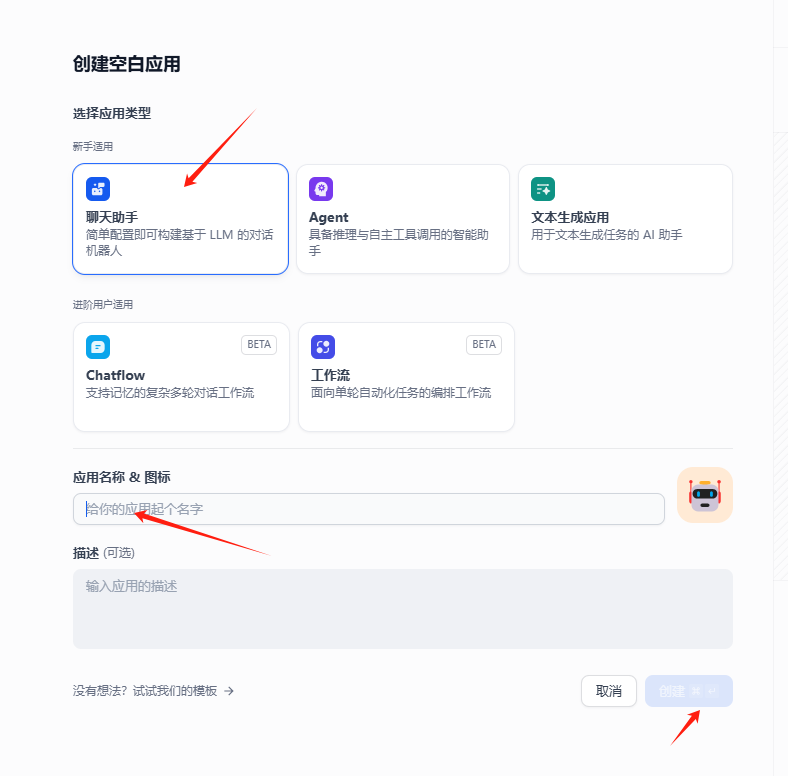 创建空白应用
选择应用类型
新手适用
聊天助手
简单配置即可构建基于 LLM 的对话
机器人
Agent
具备推理与自主工具调用的智能助
手
文本生成应用
用于文本生成任务的 AI 助手
进阶用户适用
BETA
Chatflow
支持记忆的复杂多轮对话工作流
BETA
工作流
面向单轮自动化任务的编排工作流
应用名称 & 图标
给你的应用起个名字
描述 (可选)
输入应用的描述
没有想法? 试试我们的模板 →
取消
创建 ⌘ ↵